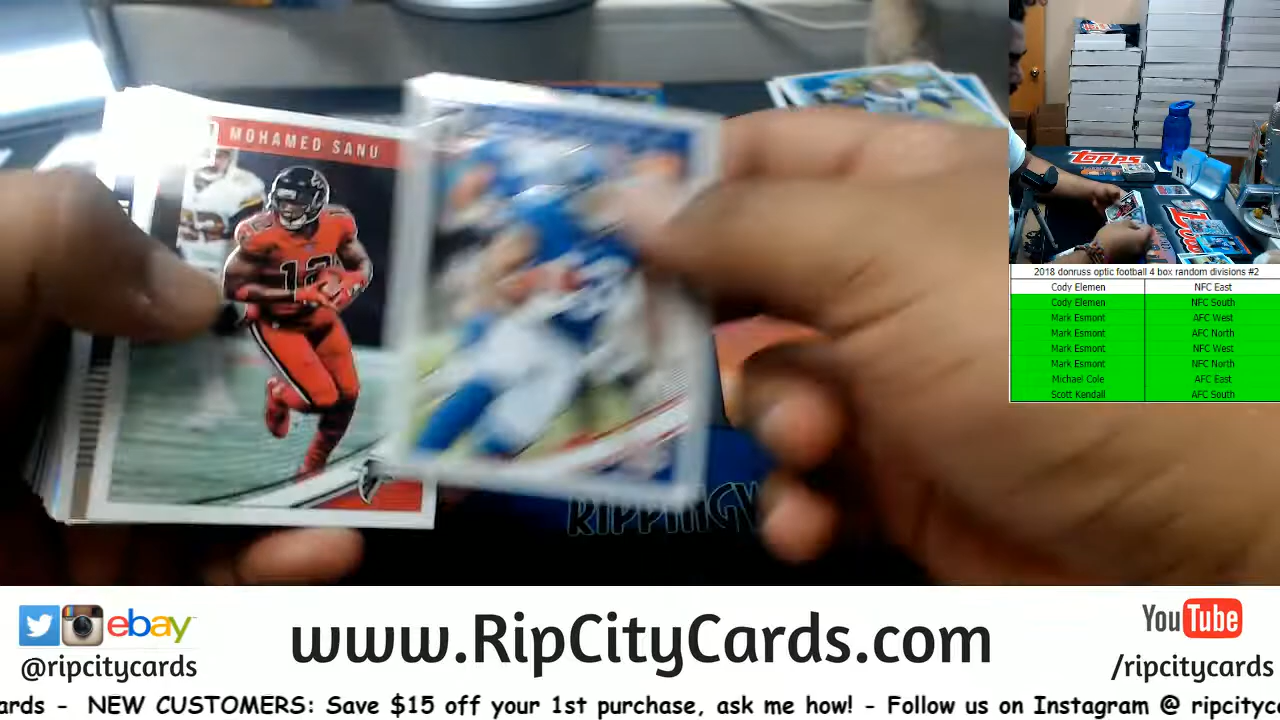 MOHAMED SANU
12
TOPPS
RIPPINGW
2018 donruss optic football 4 box random divisions #2
Cody Elemen NFC East
Cody Elemen NFC South
Mark Esmont AFC West
Mark Esmont AFC North
Mark Esmont NFC West
Mark Esmont NFC North
Michael Cole AFC East
Scott Kendall AFC South
ebay
@ripcitycards
www.RipCityCards.com
YouTube
/ripcitycards
ards - NEW CUSTOMERS: Save $15 off your 1st purchase, ask me how! - Follow us on Instagram @ ripcityc